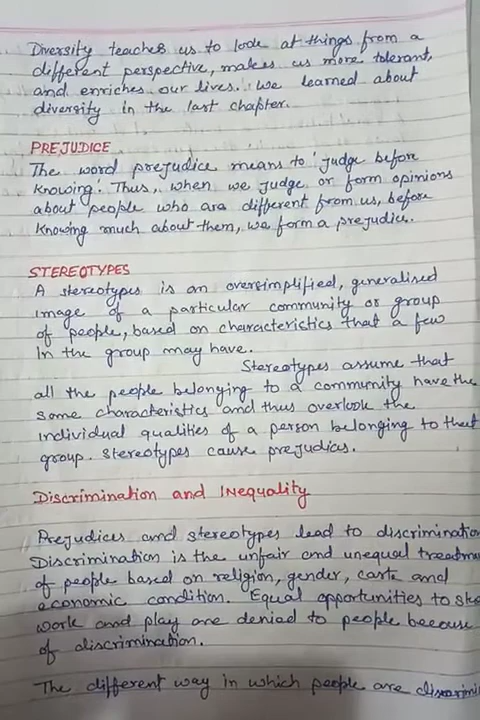 Diversity teaches us to look at things from a
different perspective, makes us more tolerant,
and enriches our lives. We learned about
diversity in the last chapter.
PREJUDICE
The word prejudice means to 'judge before
knowing'. Thus, when we judge or form opinions
about people who are different from us, before
knowing much about them, we form a prejudice.
STEREOTYPES
A stereotypes is an oversimplified, generalised
image of a particular community or group
of people, based on characteristics that a few
in the group may have.
Stereotypes assume that
all the people belonging to a community have the
same characteristics and thus overlook the
individual qualities of a person belonging to that
group. Stereotypes cause prejudices.
Discrimination and INequality
Prejudices and stereotypes lead to discrimination
Discrimination is the unfair and unequal treatme
of people based on religion, gender, caste and
economic condition. Equal opportunities to
work and play are denied to people because
of discrimination.
The different way in which people are discrimi